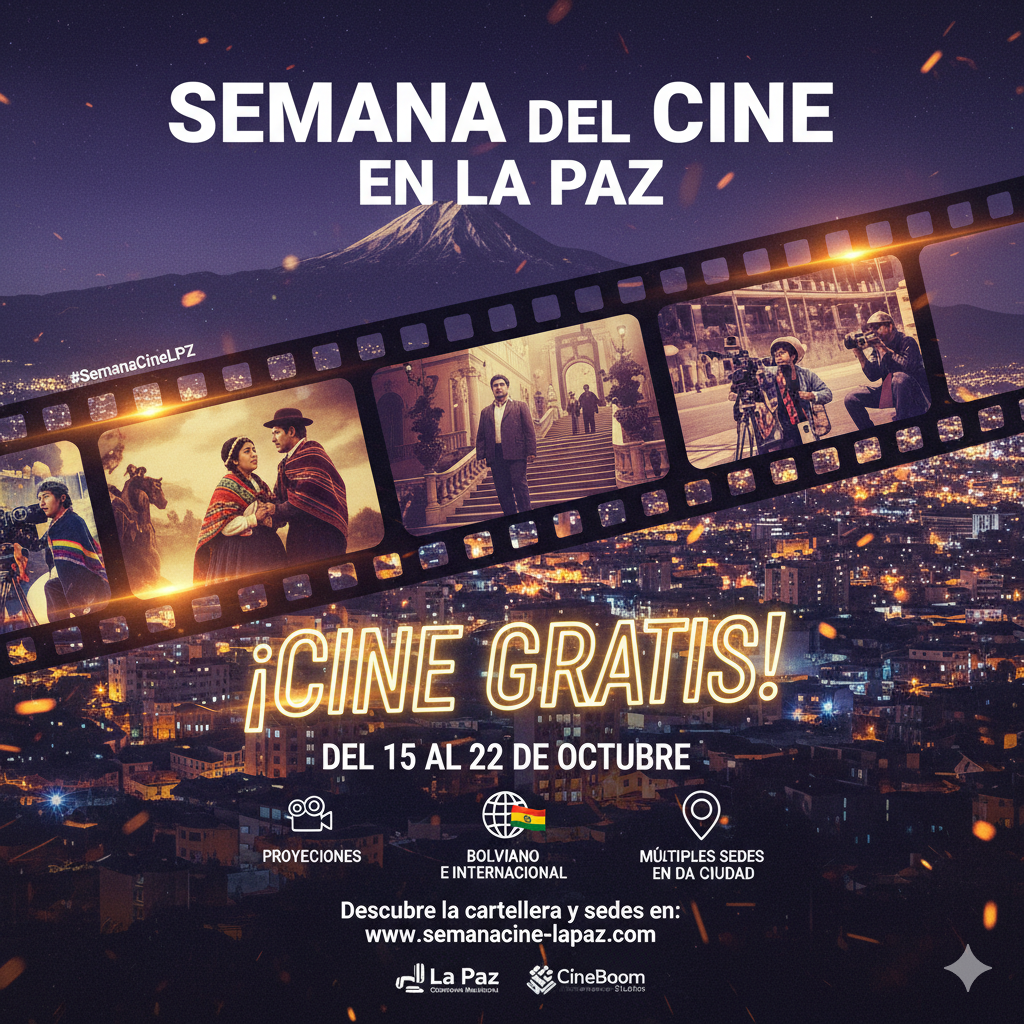 SEMANA DEL CINE
EN LA PAZ
#SemanaCineLPZ
¡CINE GRATIS!
DEL 15 AL 22 DE OCTUBRE
PROYECIONES
BOLVIANO
E INTERNACIONAL
MÚLTIPLES SEDES
EN DA CIUDAD
Descubre la cartellera y sedes en:
www.semanacine-lapaz.com
La Paz
CineBoom